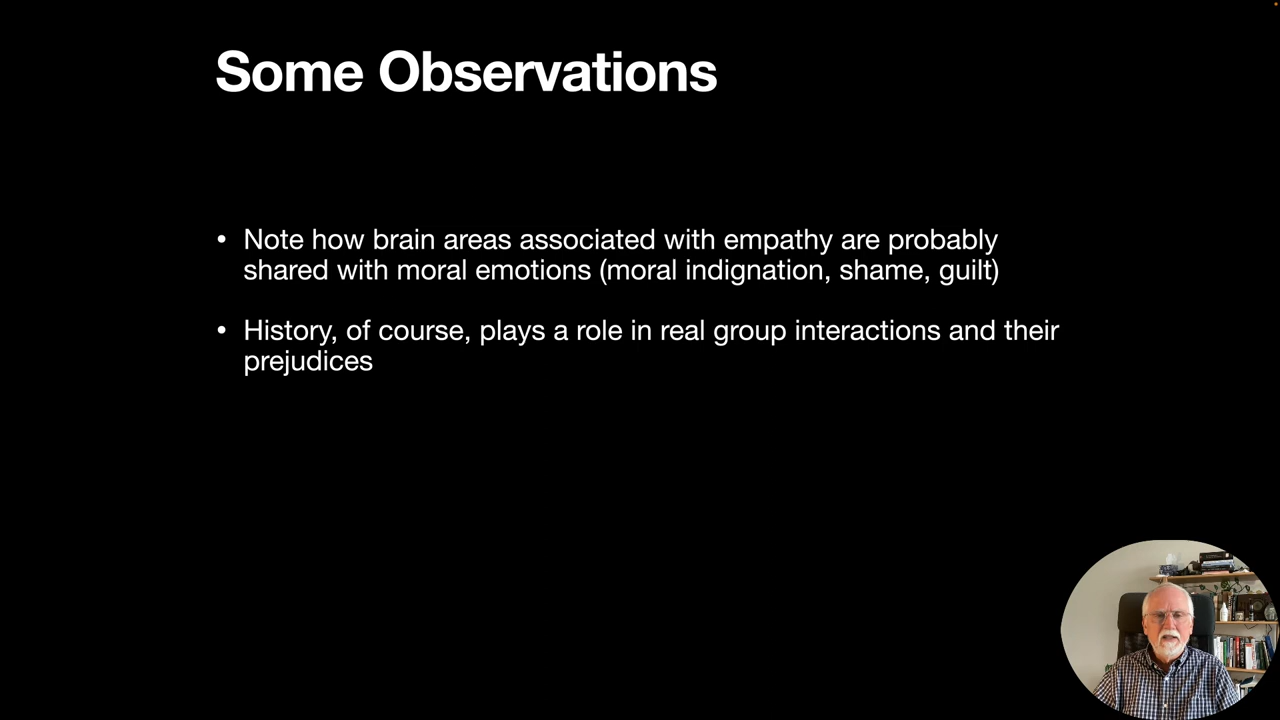 Some Observations
• Note how brain areas associated with empathy are probably
shared with moral emotions (moral indignation, shame, guilt)
• History, of course, plays a role in real group interactions and their
prejudices